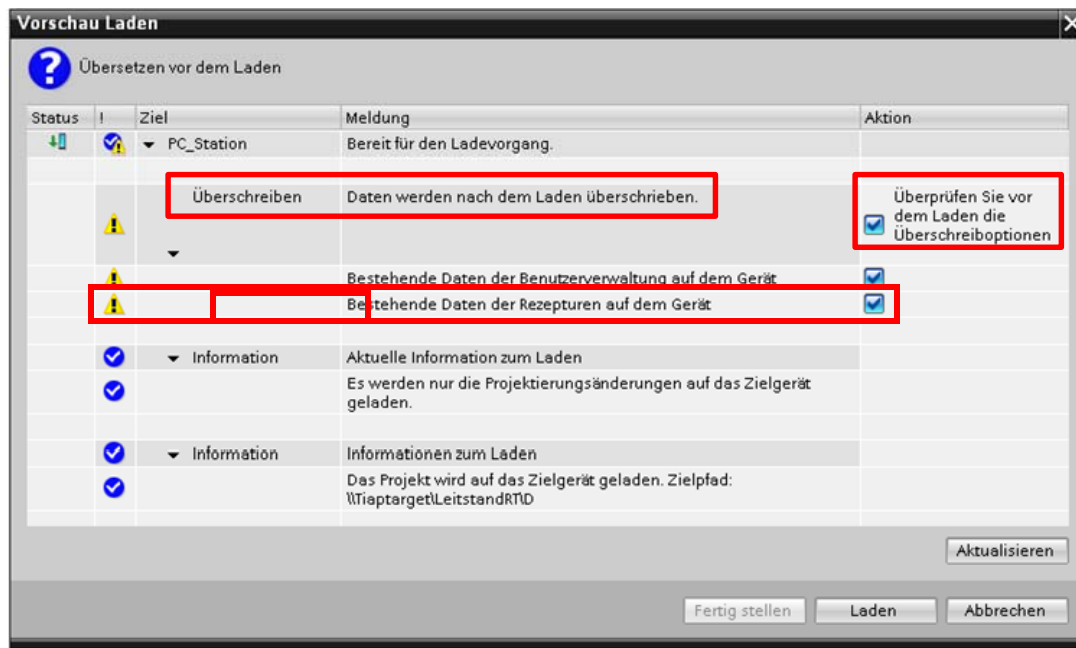 Vorschau Laden
Übersetzen vor dem Laden
Status ! Ziel Meldung Aktion
PC_Station Bereit für den Ladevorgang.
Überschreiben Daten werden nach dem Laden überschrieben. Überprüfen Sie vor
dem Laden die
Überschreiboptionen
Bestehende Daten der Benutzerverwaltung auf dem Gerät
Bestehende Daten der Rezepturen auf dem Gerät
Information Aktuelle Information zum Laden
Es werden nur die Projektierungsänderungen auf das Zielgerät
geladen.
Information Informationen zum Laden
Das Projekt wird auf das Zielgerät geladen. Zielpfad:
\\Tiaptarget\LeitstandRT\D
Aktualisieren
Fertig stellen Laden Abbrechen